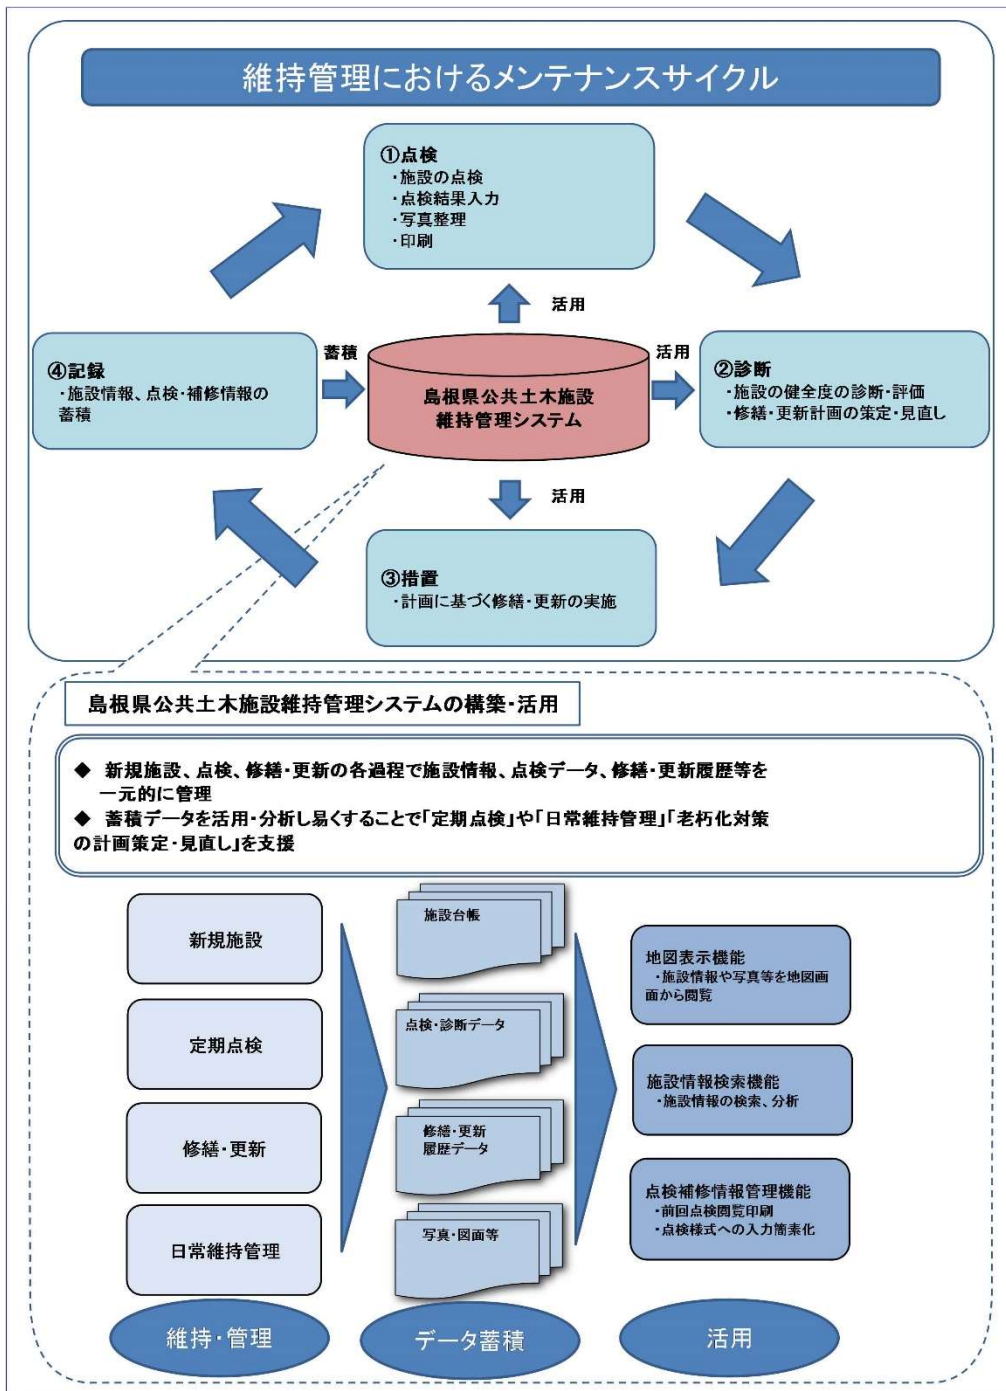 維持管理におけるメンテナンスサイクル
①点検
・施設の点検
・点検結果入力
・写真整理
・印刷
活用
④記録
・施設情報、点検・補修情報の
蓄積
蓄積
島根県公共土木施設
維持管理システム
活用
②診断
・施設の健全度の診断・評価
・修繕・更新計画の策定・見直し
活用
③措置
・計画に基づく修繕・更新の実施
島根県公共土木施設維持管理システムの構築・活用
◆ 新規施設、点検、修繕・更新の各過程で施設情報、点検データ、修繕・更新履歴等を
一元的に管理
◆ 蓄積データを活用・分析し易くすることで「定期点検」や「日常維持管理」「老朽化対策
の計画策定・見直し」を支援
新規施設
定期点検
修繕・更新
日常維持管理
維持・管理
施設台帳
点検・診断データ
修繕・更新
履歴データ
写真・図面等
データ蓄積
地図表示機能
・施設情報や写真等を地図画
面から閲覧
施設情報検索機能
・施設情報の検索、分析
点検補修情報管理機能
・前回点検閲覧印刷
・点検様式への入力簡素化
活用